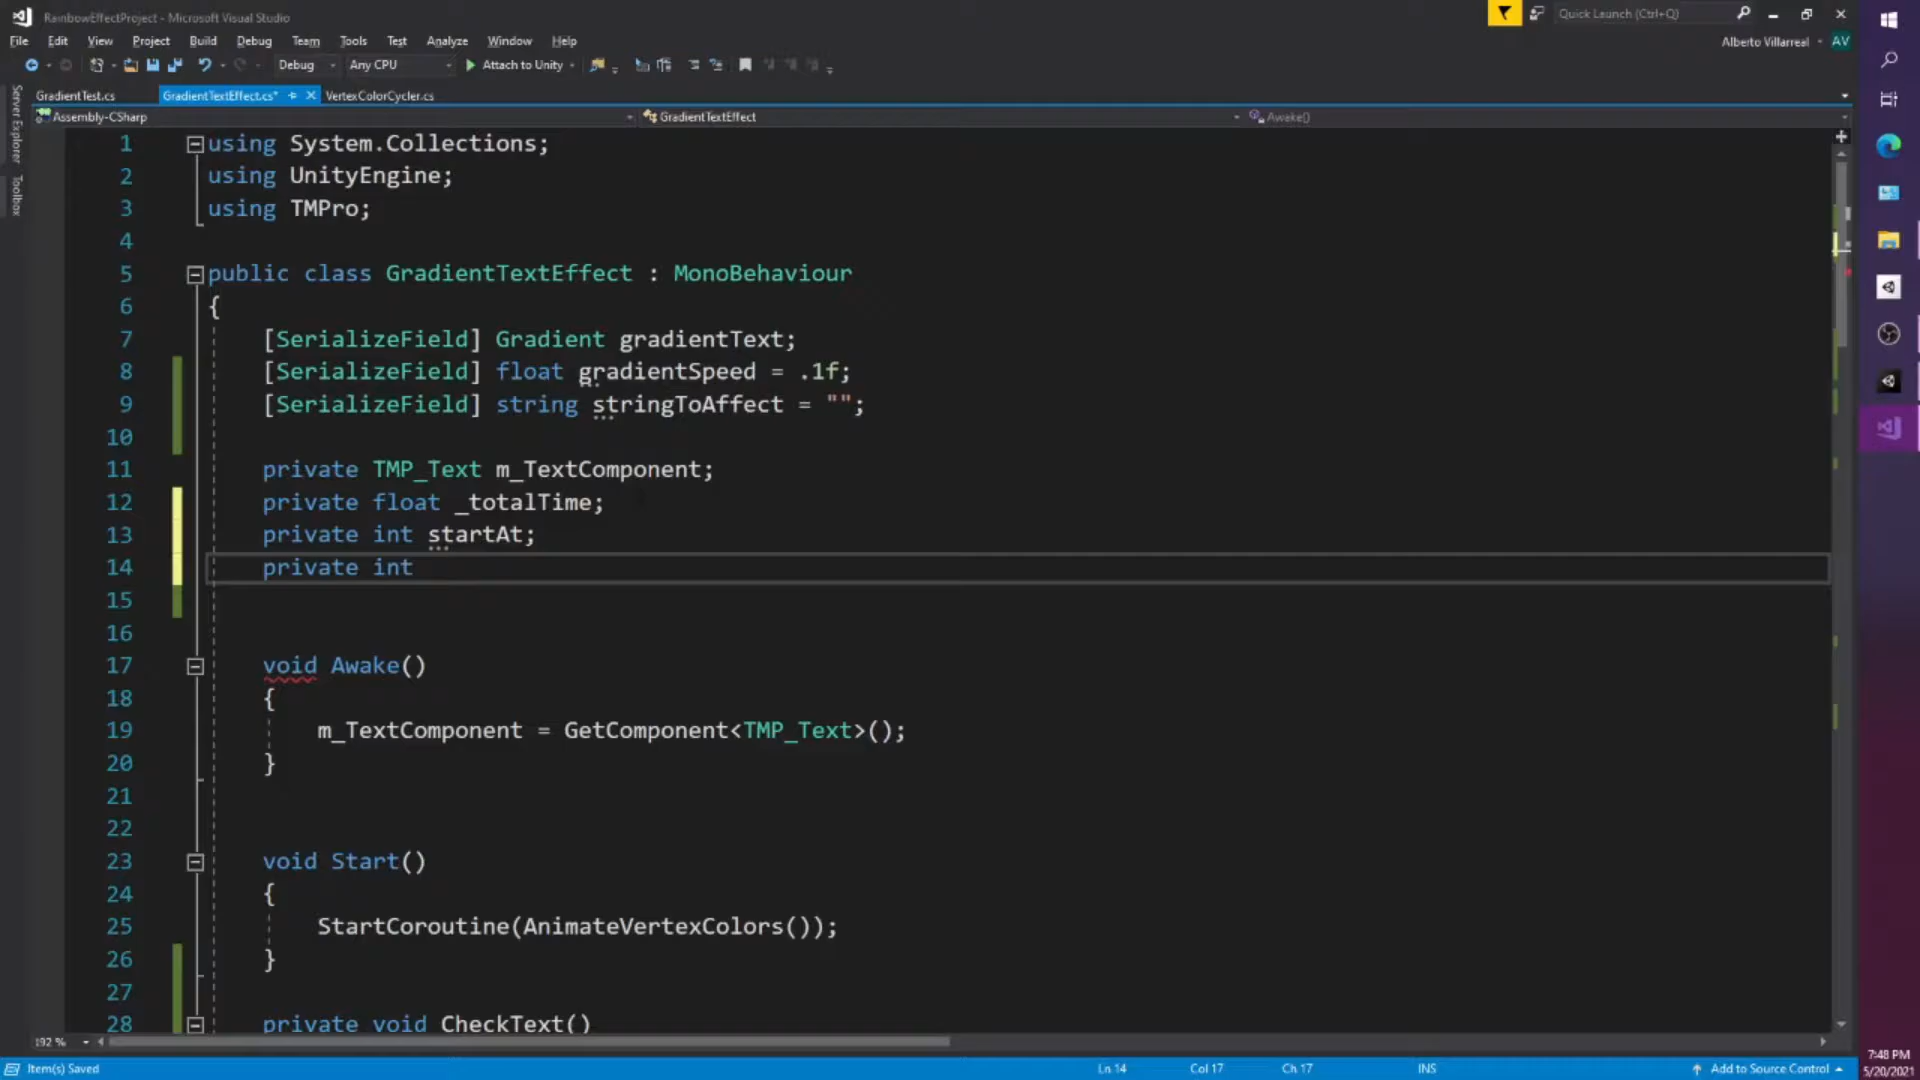 RainbowEffectProject - Microsoft Visual Studio
Quick Launch (Ctrl+Q)
File Edit View Project Build Debug Team Tools Test Analyze Window Help
Alberto Villarreal AV
Debug Any CPU Attach to Unity
GradientTest.cs GradientTextEffect.cs* VertexColorCycler.cs
Server Explorer
Toolbox
Assembly-CSharp GradientTextEffect Awake()
1 using System.Collections;
2 using UnityEngine;
3 using TMPro;
4
5 public class GradientTextEffect : MonoBehaviour
6 {
7 [SerializeField] Gradient gradientText;
8 [SerializeField] float gradientSpeed = .1f;
9 [SerializeField] string stringToAffect = "";
10
11 private TMP_Text m_TextComponent;
12 private float _totalTime;
13 private int startAt;
14 private int
15
16
17 void Awake()
18 {
19 m_TextComponent = GetComponent<TMP_Text>();
20 }
21
22
23 void Start()
24 {
25 StartCoroutine(AnimateVertexColors());
26 }
27
28 private void CheckText()
192 %
Item(s) Saved Ln 14 Col 17 Ch 17 INS Add to Source Control
7:48 PM
5/20/2021